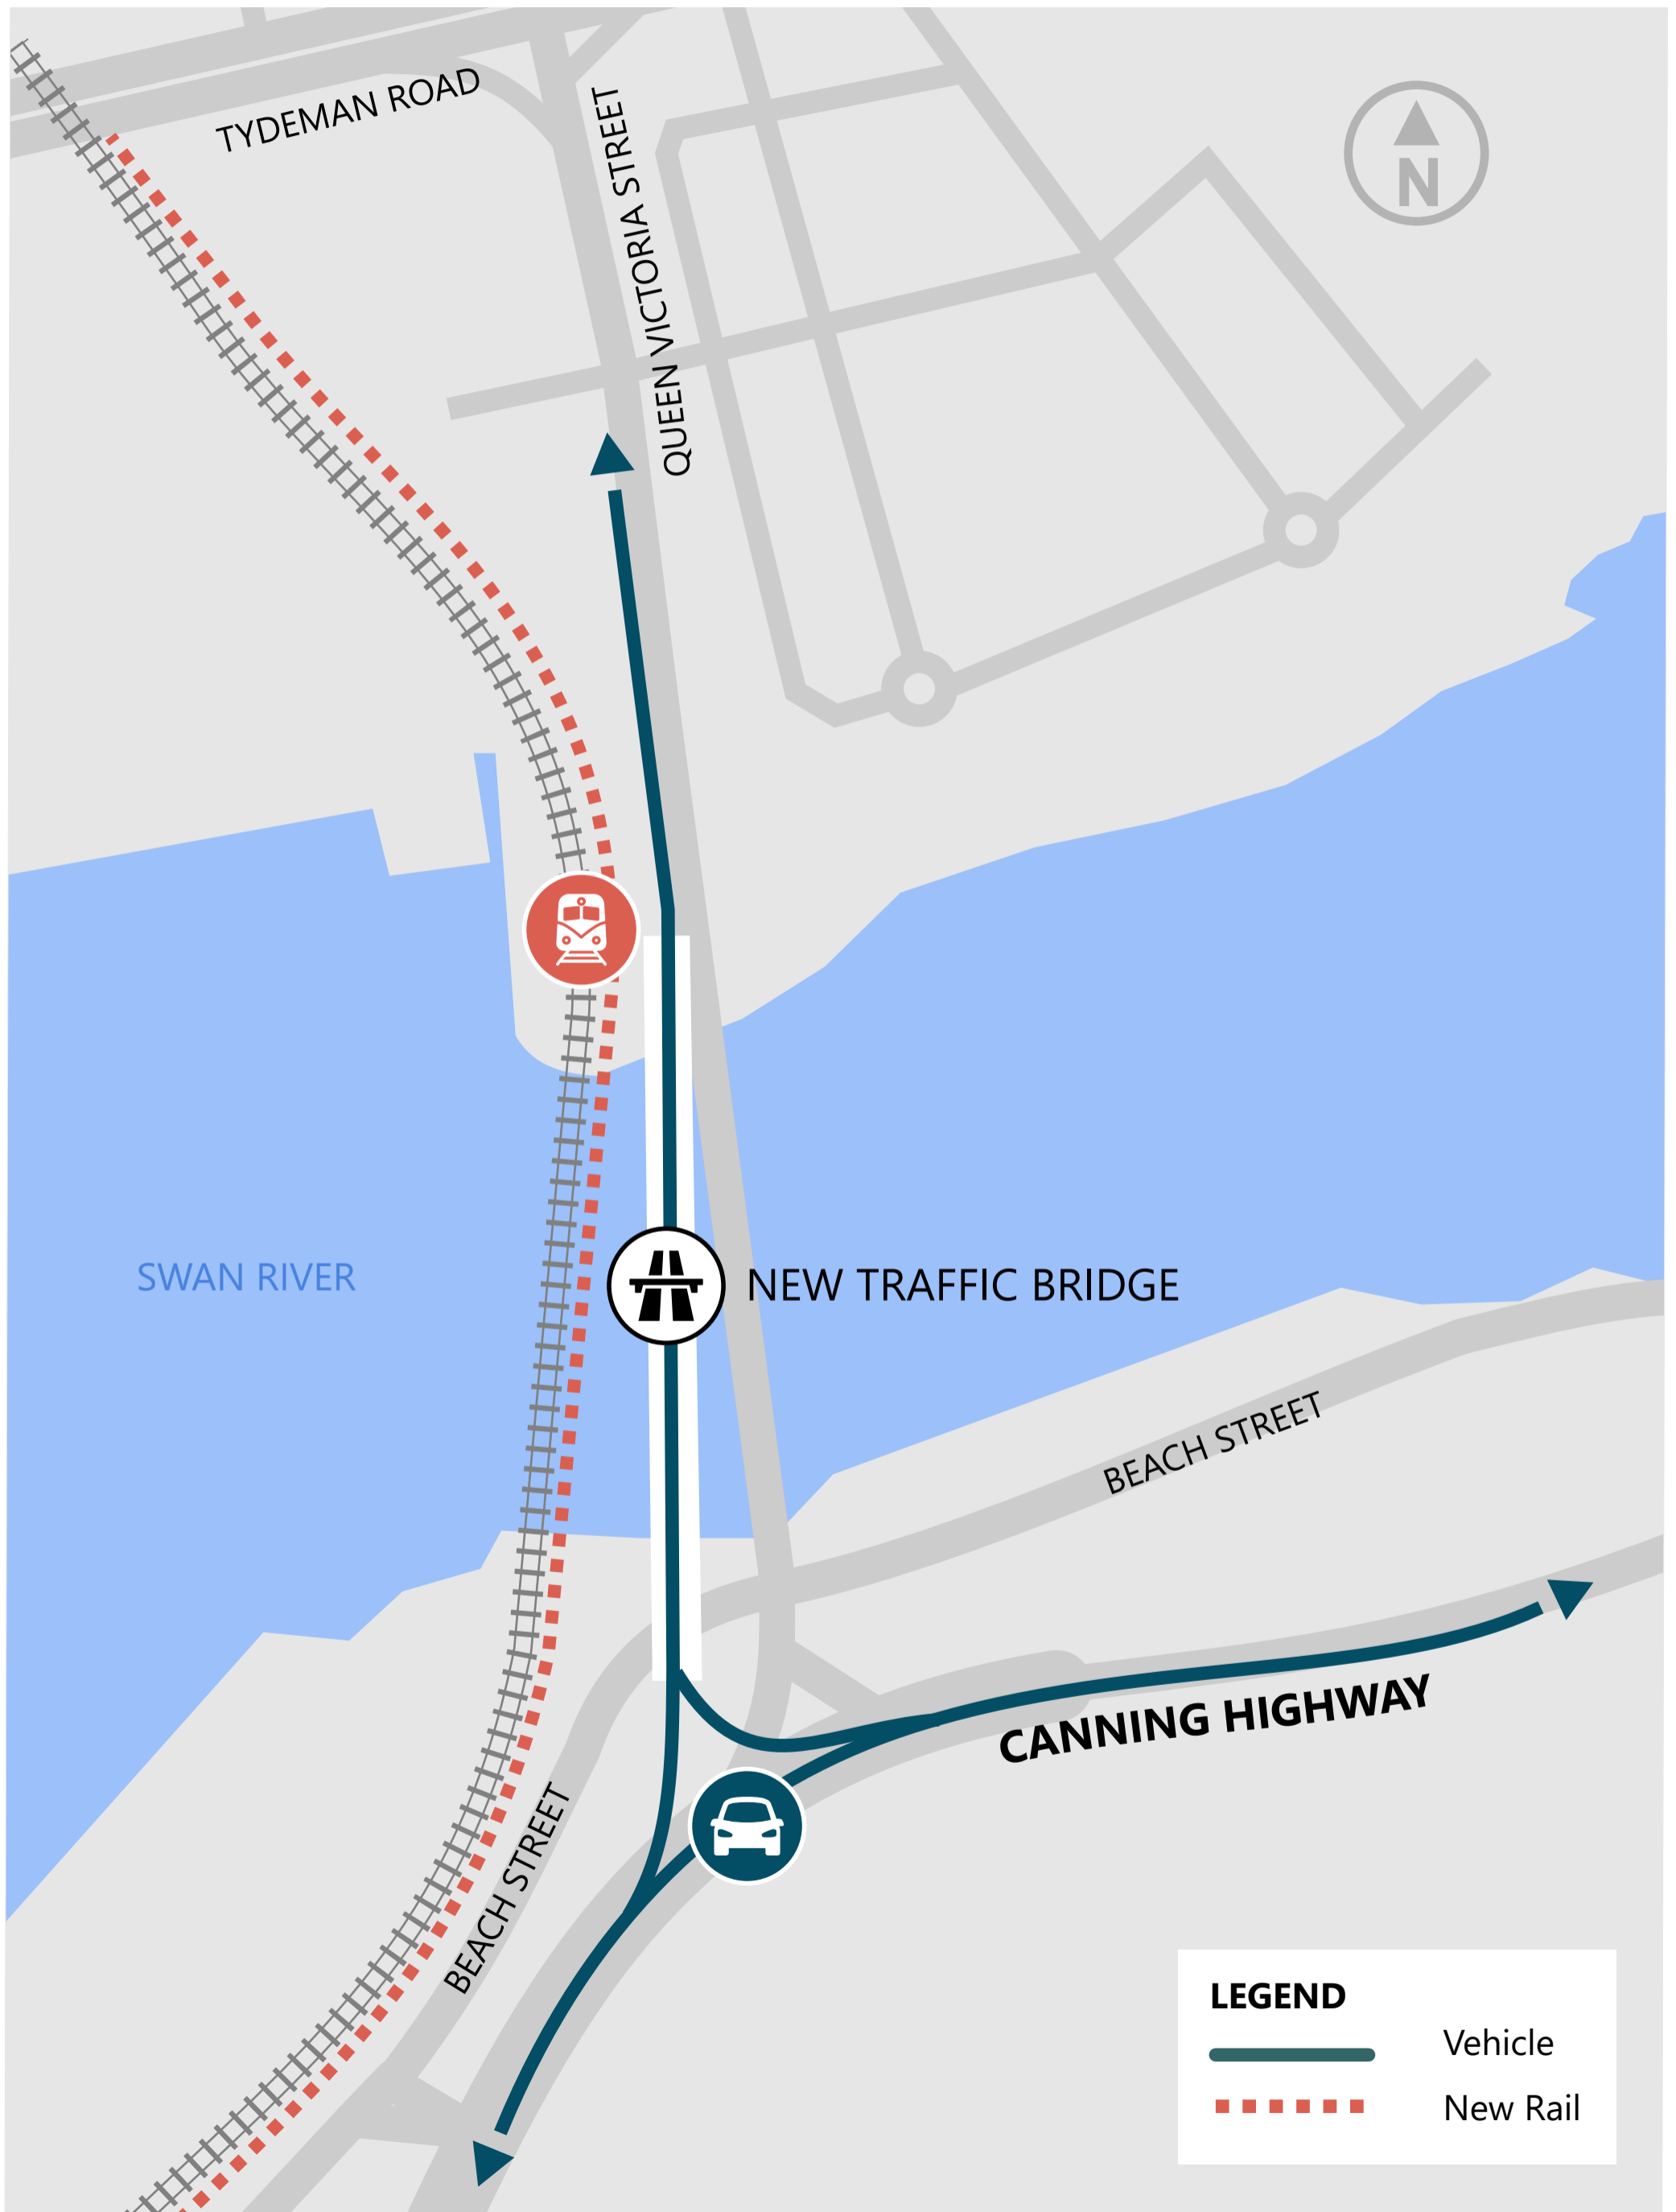 TYDEMAN ROAD
QUEEN VICTORIA STREET
N
SWAN RIVER
NEW TRAFFIC BRIDGE
BEACH STREET
CANNING HIGHWAY
BEACH STREET
LEGEND
Vehicle
New Rail